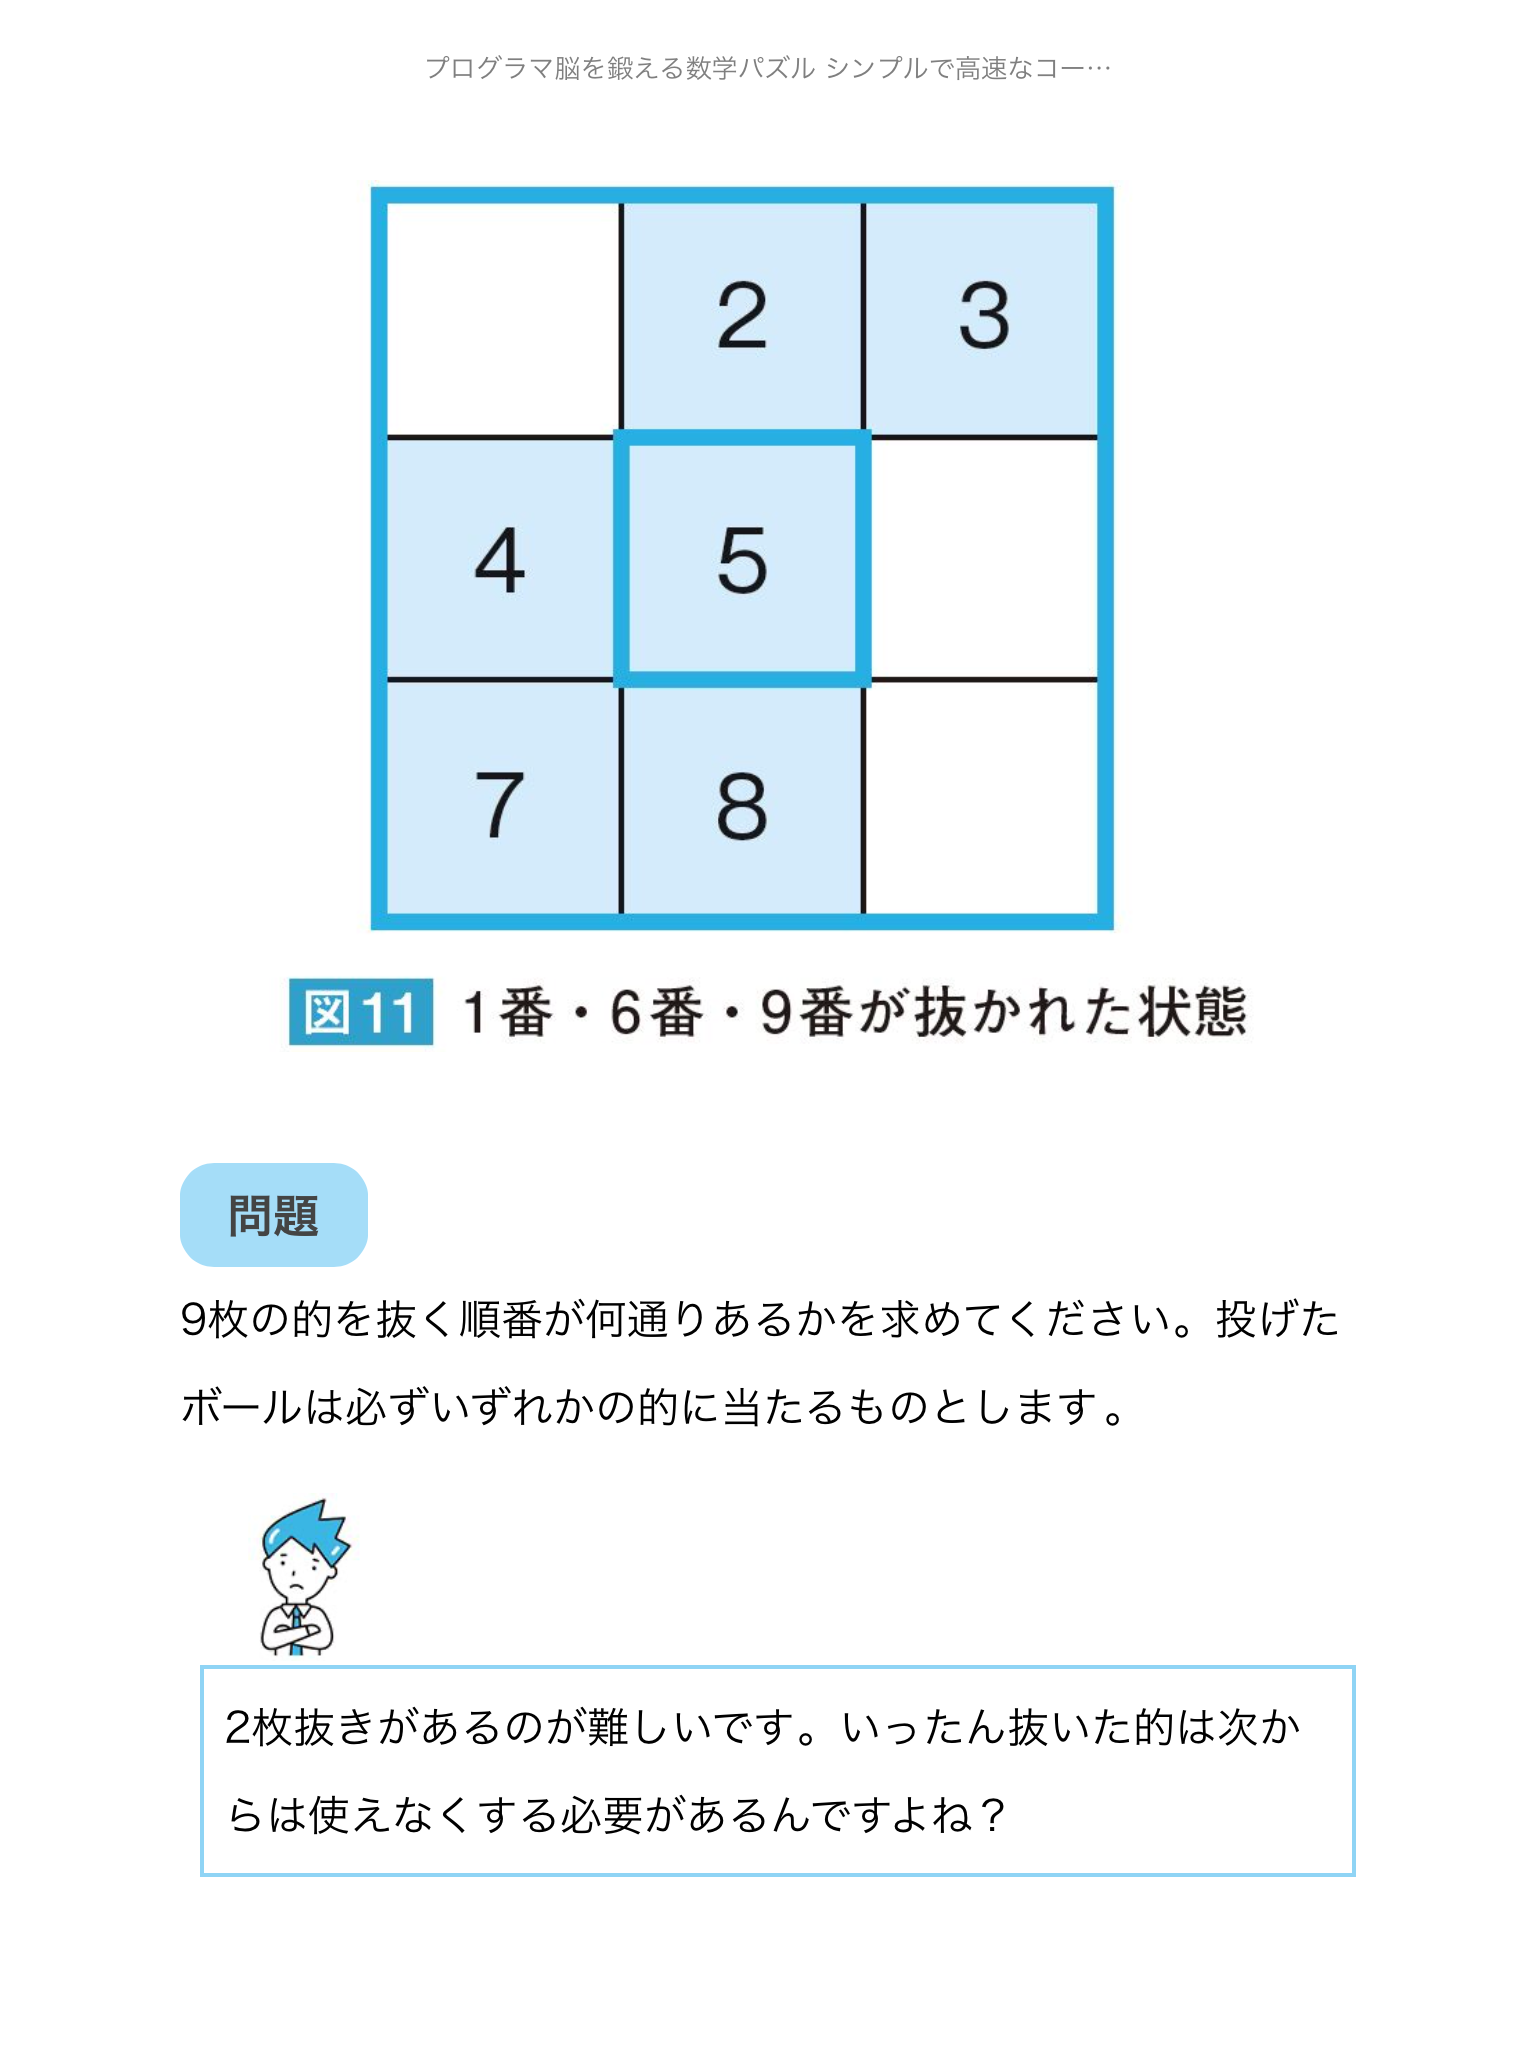 プログラマ脳を鍛える数学パズル シンプルで高速なコー…
2 3
4 5
7 8
図11 1番・6番・9番が抜かれた状態
問題
9枚の的を抜く順番が何通りあるかを求めてください。投げた
ボールは必ずいずれかの的に当たるものとします。
2枚抜きがあるのが難しいです。いったん抜いた的は次か
らは使えなくする必要があるんですよね？